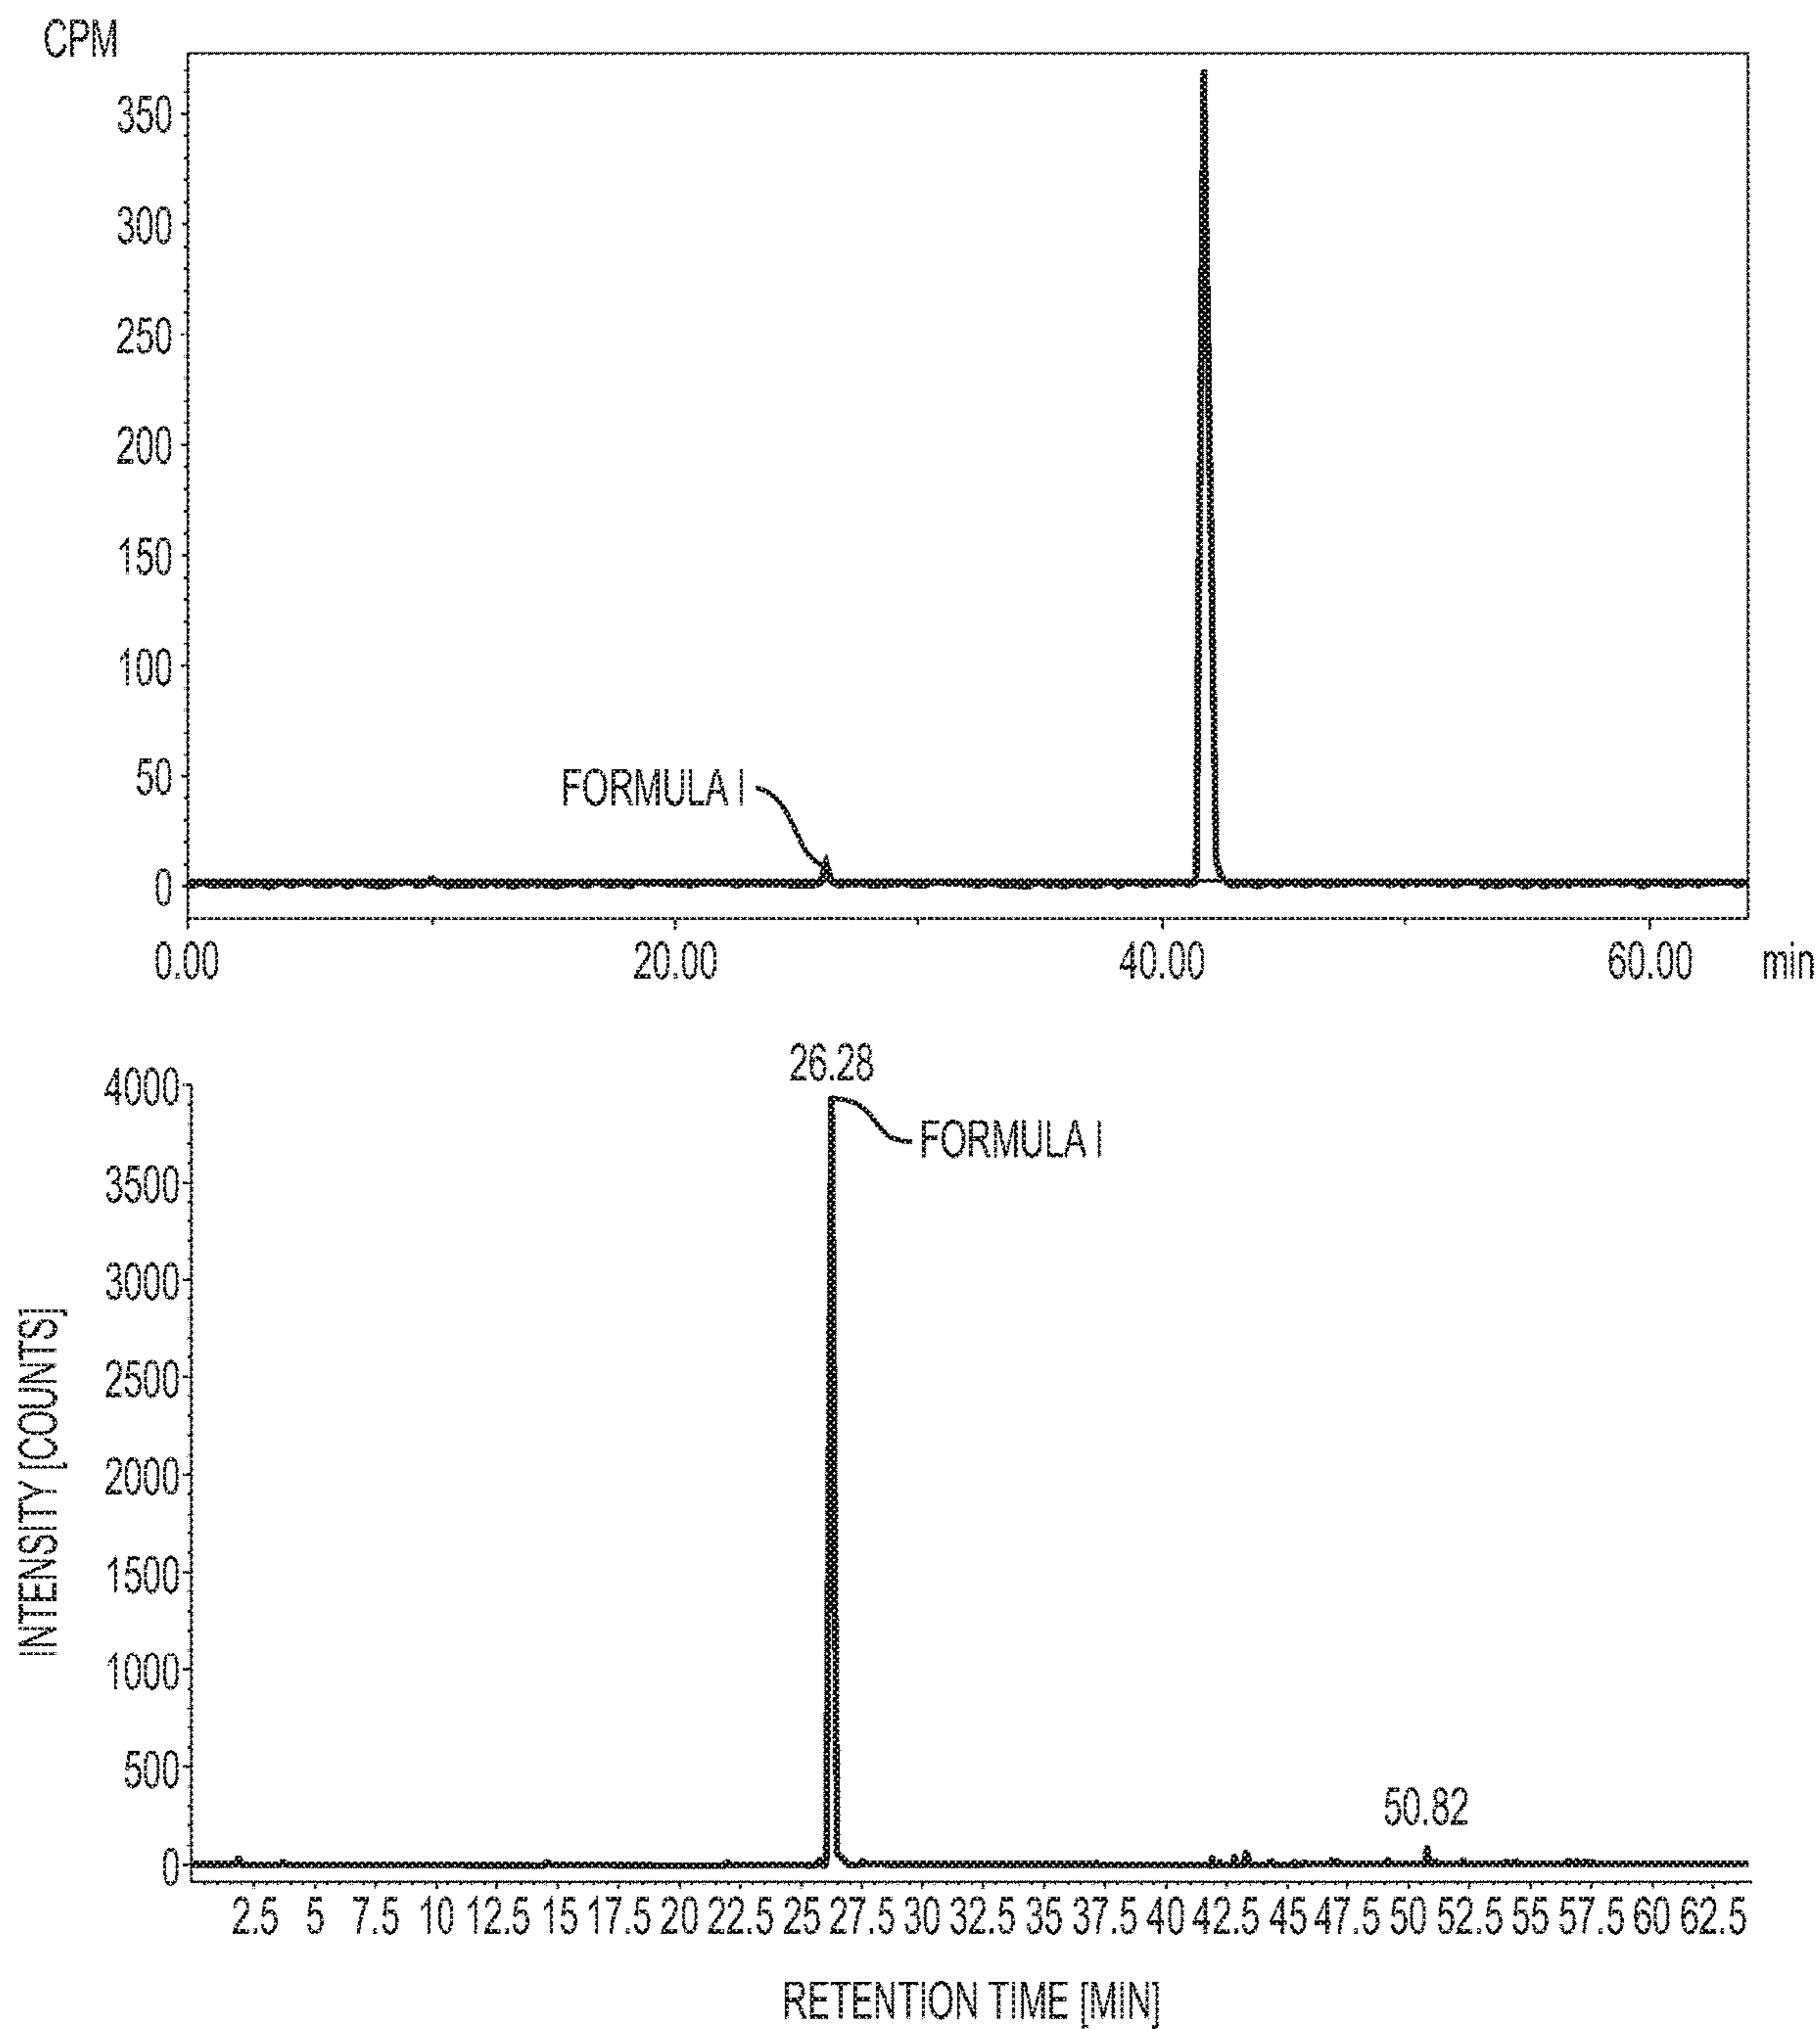 CPM
350
300
250
200
150
100
50
0
FORMULA I
0.00 20.00 40.00 60.00 min
26.28
FORMULA I
4000
3500
3000
2500
2000
1500
1000
500
0
INTENSITY [COUNTS]
50.82
2.5 5 7.5 10 12.5 15 17.5 20 22.5 25 27.5 30 32.5 35 37.5 40 42.5 45 47.5 50 52.5 55 57.5 60 62.5
RETENTION TIME [MIN]